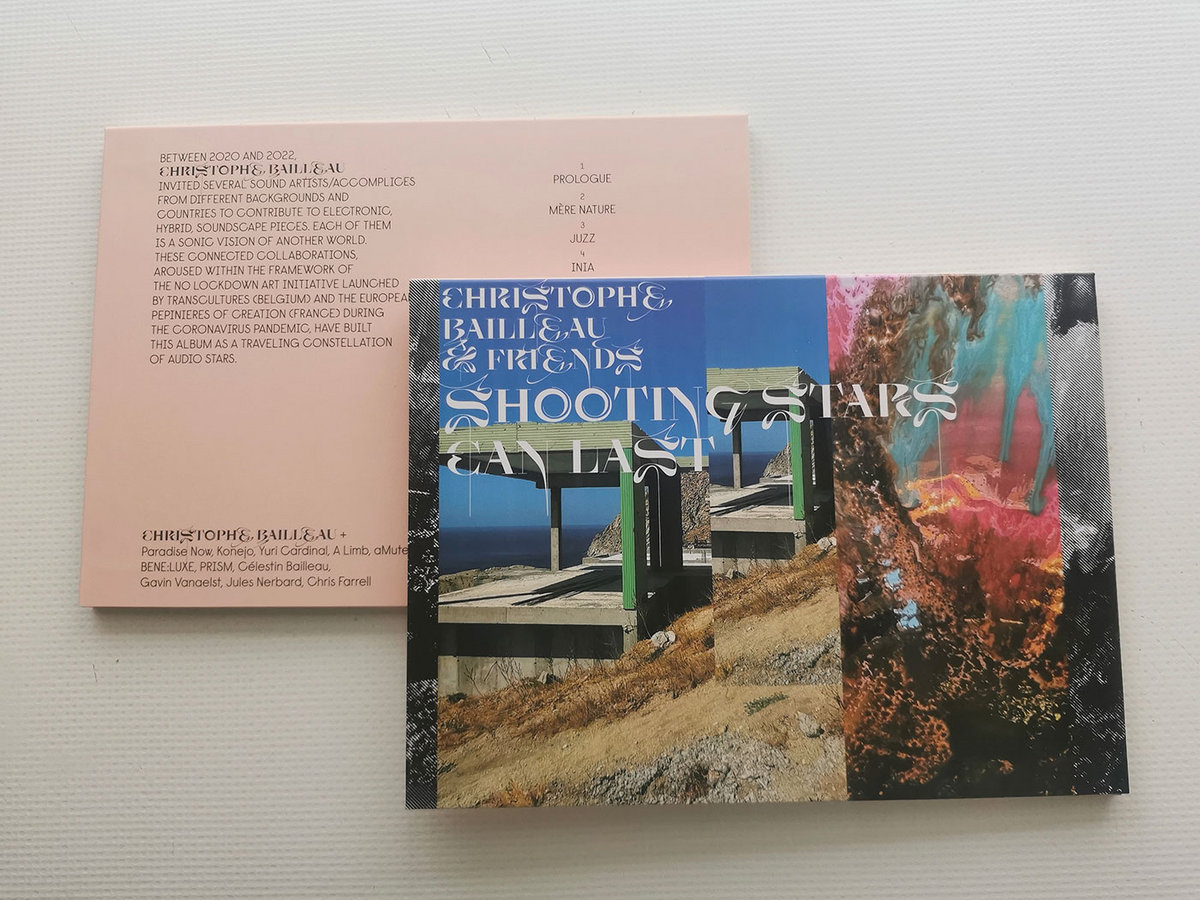 BETWEEN 2020 AND 2022,
CHRISTOPHE BAILLEAU
INVITED SEVERAL SOUND ARTISTS/ACCOMPLICES
FROM DIFFERENT BACKGROUNDS AND
COUNTRIES TO CONTRIBUTE TO ELECTRONIC,
HYBRID, SOUNDSCAPE PIECES. EACH OF THEM
IS A SONIC VISION OF ANOTHER WORLD.
THESE CONNECTED COLLABORATIONS,
AROUSED WITHIN THE FRAMEWORK OF
THE NO LOCKDOWN ART INITIATIVE LAUNCHED
BY TRANSCULTURES (BELGIUM) AND THE EUROPEAN
PEPINIERES OF CREATION (FRANCE) DURING
THE CORONAVIRUS PANDEMIC, HAVE BUILT
THIS ALBUM AS A TRAVELING CONSTELLATION
OF AUDIO STARS.
1
PROLOGUE
2
MÈRE NATURE
3
JUZZ
4
INIA
CHRISTOPHE BAILLEAU +
Paradise Now, Końejo, Yuri Cardinal, A Limb, aMute
BENE:LUXE, PRISM, Célestin Bailleau,
Gavin Vanaelst, Jules Nerbard, Chris Farrell
CHRISTOPHE
BAILLEAU
& FRIENDS
SHOOTING STARS
CAN LAST